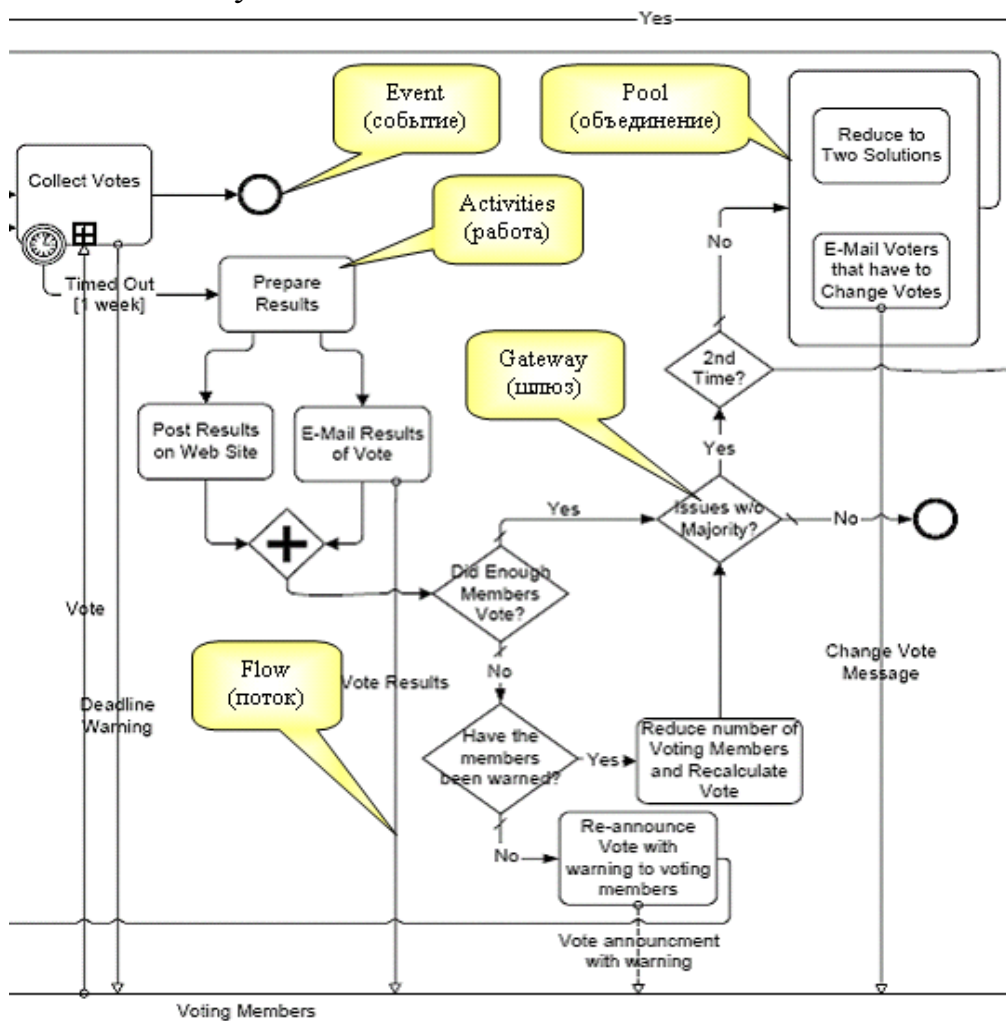 Yes
Event
(событие)
Pool
(объединение)
Reduce to
Two Solutions
Collect Votes
Activities
(работа)
No
E-Mail Voters
that have to
Change Votes
Timed Out
[1 week]
Prepare
Results
Gateway
(шлюз)
2nd
Time?
Post Results
on Web Site
E-Mail Results
of Vote
Yes
Yes
Issues w/o
Majority?
No
Did Enough
Members
Vote?
Vote
Flow
(поток)
No
Vote Results
Change Vote
Message
Deadline
Warning
Have the
members
been warned?
Yes
Reduce number of
Voting Members
and Recalculate
Vote
No
Re-announce
Vote with
warning to voting
members
Vote announcment
with warning
Voting Members